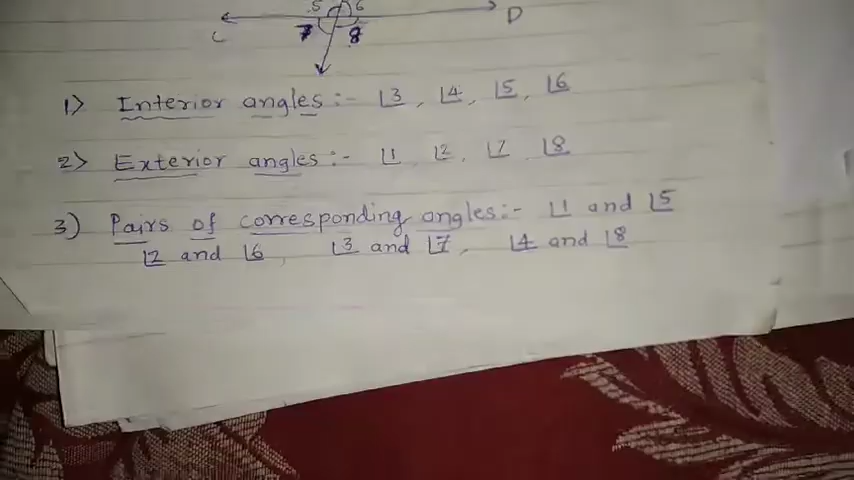 5 6
C D
7 8
1) Interior angles :- ∠3, ∠4, ∠5, ∠6
2) Exterior angles :- ∠1 ∠2, ∠7 ∠8
3) Pairs of corresponding angles :- ∠1 and ∠5
∠2 and ∠6, ∠3 and ∠7, ∠4 and ∠8